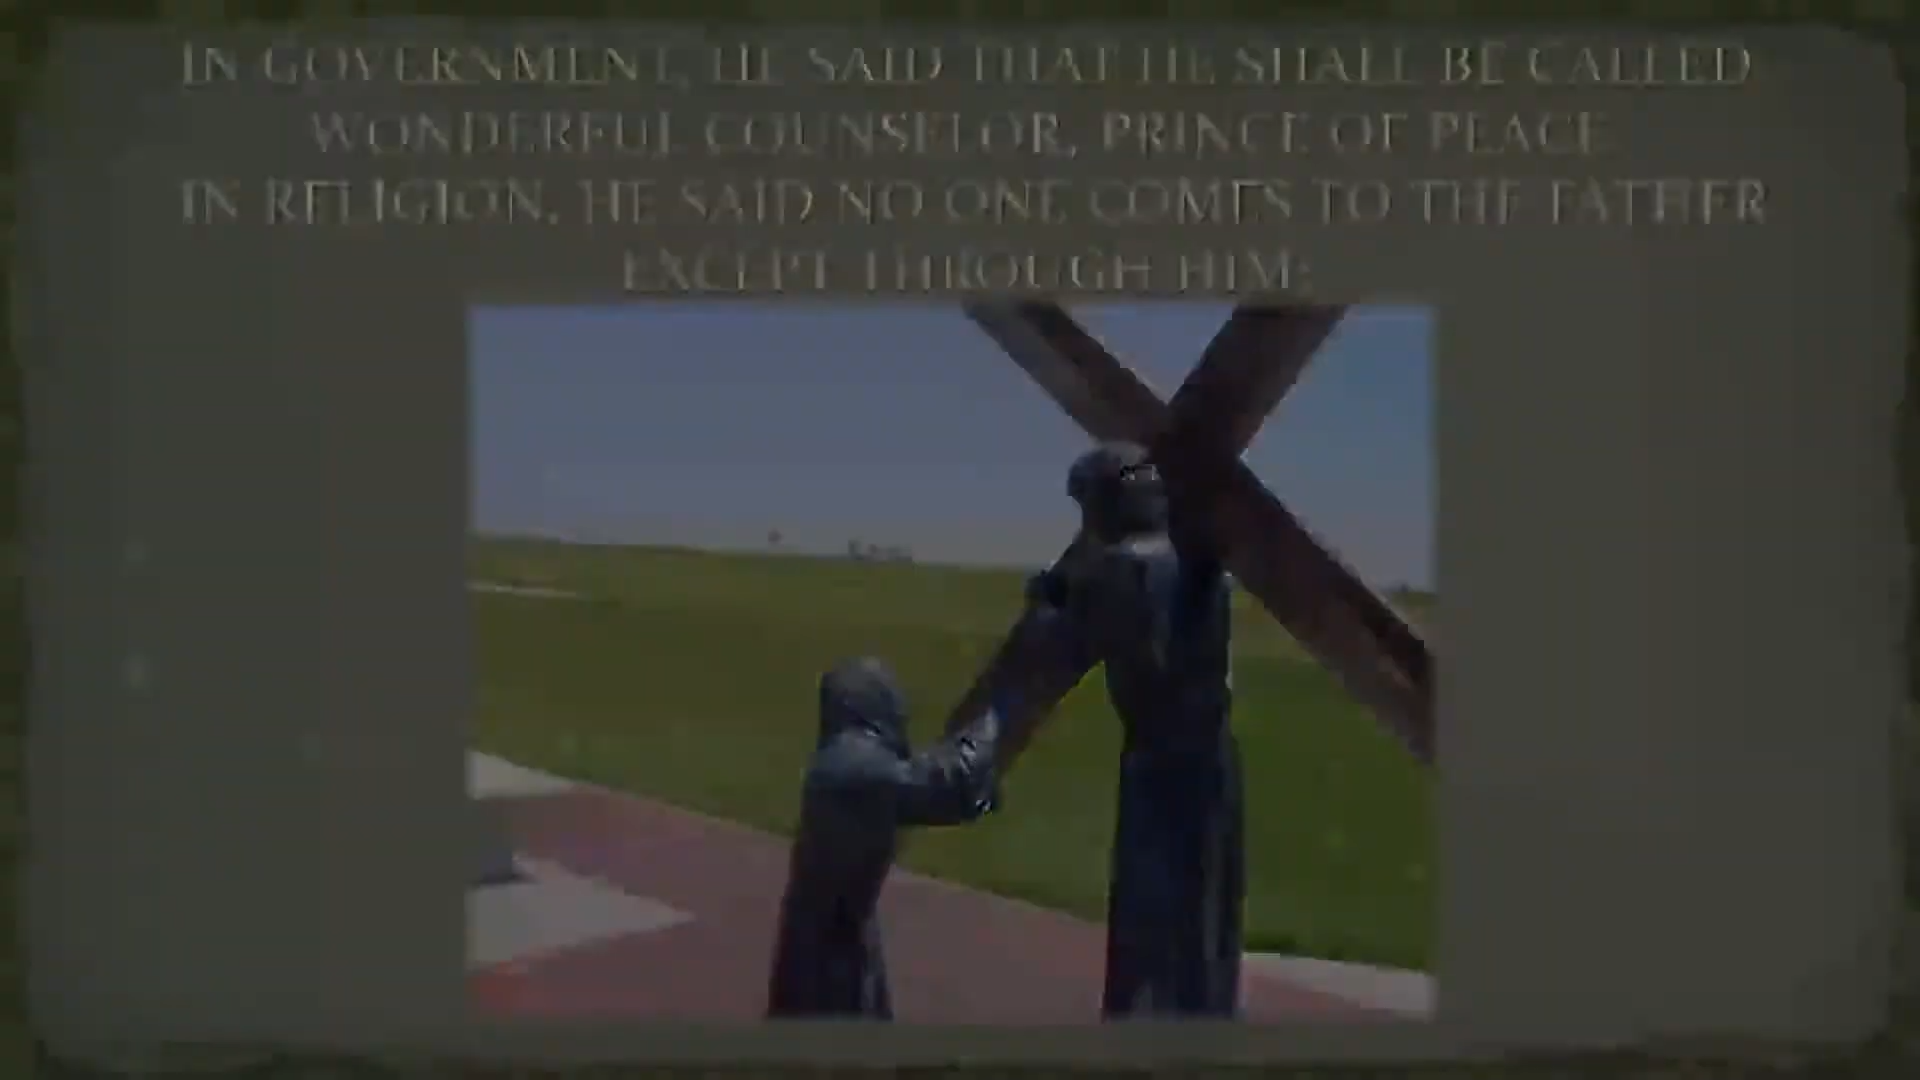 IN GOVERNMENT, HE SAID THAT HE SHALL BE CALLED
WONDERFUL COUNSELOR, PRINCE OF PEACE.
IN RELIGION, HE SAID NO ONE COMES TO THE FATHER
EXCEPT THROUGH HIM;